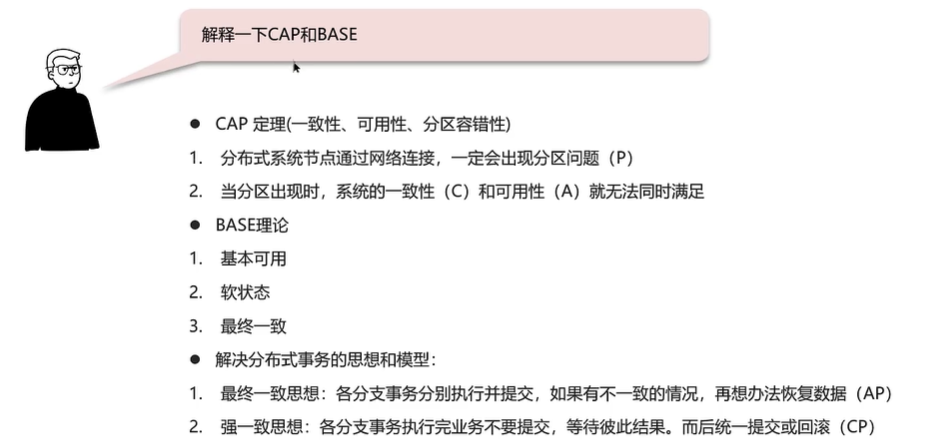 解释一下CAP和BASE
● CAP 定理(一致性、可用性、分区容错性)
1. 分布式系统节点通过网络连接，一定会出现分区问题（P）
2. 当分区出现时，系统的一致性（C）和可用性（A）就无法同时满足
● BASE理论
1. 基本可用
2. 软状态
3. 最终一致
● 解决分布式事务的思想和模型：
1. 最终一致思想：各分支事务分别执行并提交，如果有不一致的情况，再想办法恢复数据（AP）
2. 强一致思想：各分支事务执行完业务不要提交，等待彼此结果。而后统一提交或回滚（CP）